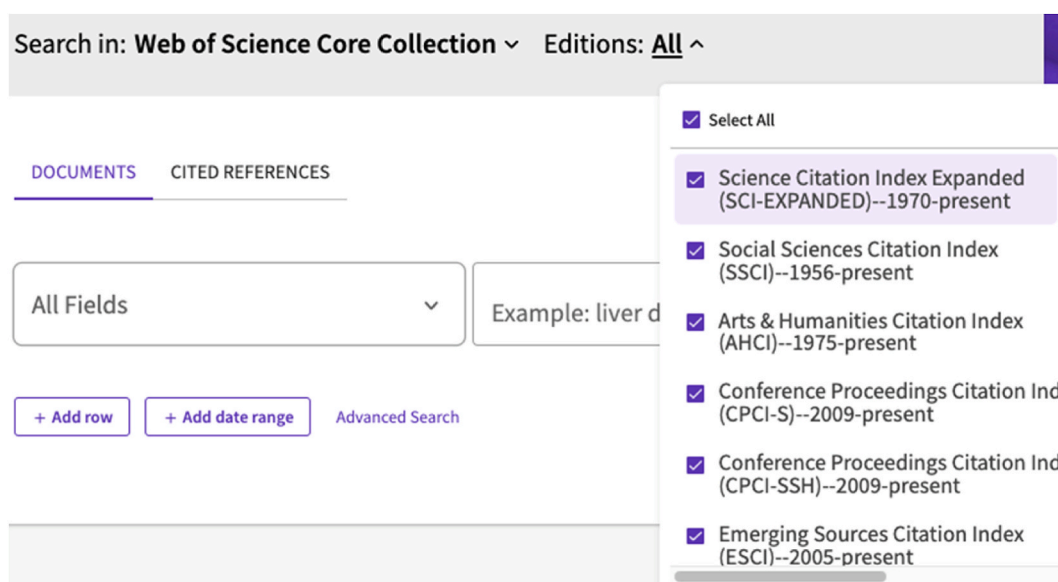 Search in: Web of Science Core Collection Editions: All
Select All
DOCUMENTS CITED REFERENCES
Science Citation Index Expanded
(SCI-EXPANDED)--1970-present
Social Sciences Citation Index
(SSCI)--1956-present
All Fields
Example: liver d
Arts & Humanities Citation Index
(AHCI)--1975-present
+ Add row + Add date range Advanced Search
Conference Proceedings Citation Ind
(CPCI-S)--2009-present
Conference Proceedings Citation Ind
(CPCI-SSH)--2009-present
Emerging Sources Citation Index
(ESCI)--2005-present